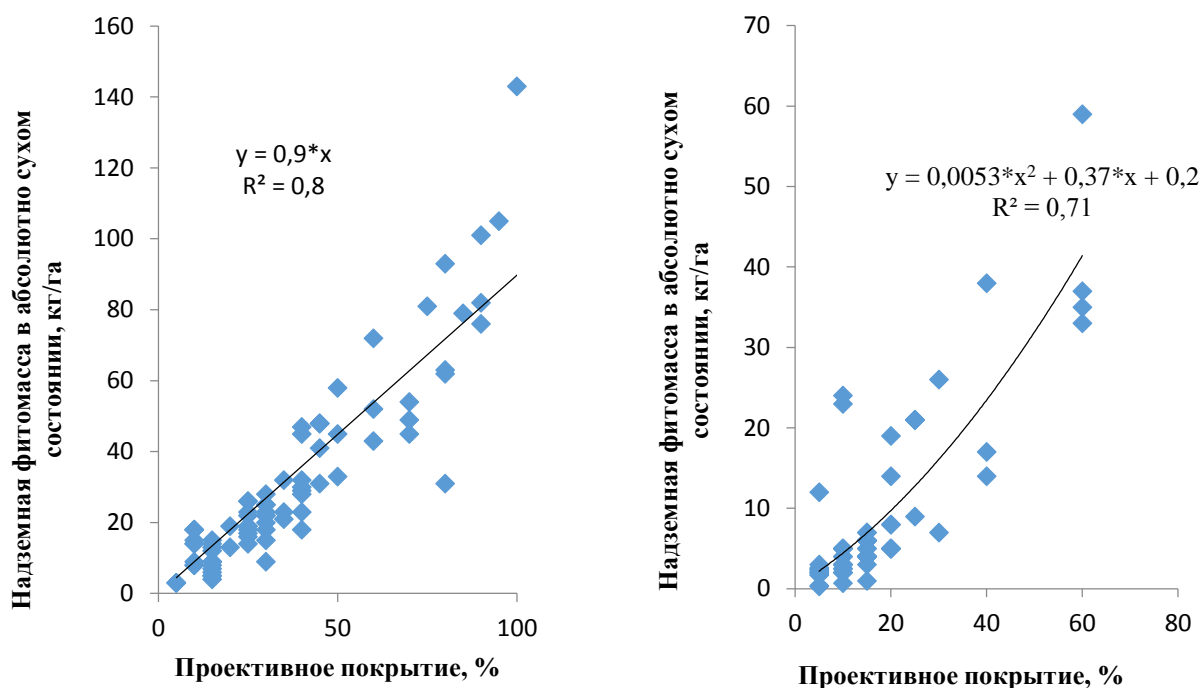 Надземная фитомасса в абсолютно сухом
состоянии, кг/га
160
140
120
100
80
60
40
20
0
y = 0,9*x
R² = 0,8
0
50
100
Проективное покрытие, %
Надземная фитомасса в абсолютно сухом
состоянии, кг/га
70
60
50
40
30
20
10
0
y = 0,0053*x² + 0,37*x + 0,2
R² = 0,71
0
20
40
60
80
Проективное покрытие, %